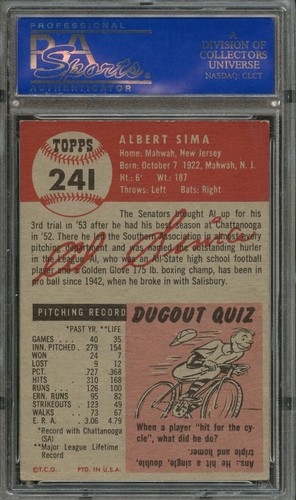 PROFESSIONAL
PSA
Sports
AUTHENTICATOR
A
DIVISION OF
COLLECTORS
UNIVERSE
NASDAQ: CLCT
TOPPS
241
ALBERT SIMA
Home: Mahwah, New Jersey
Born: October 7 1922, Mahwah, N. J.
Ht.: 6' Wt.: 187
Throws: Left Bats: Right
The Senators bought Al up for his
3rd trial in '53 after he had his best season at Chattanooga
in '52. There he led the Southern Association in almost every
pitching department and was named the outstanding hurler
in the League. Al, who was an All-State high school football
player and a Golden Glove 175 lb. boxing champ, has been in
pro ball since 1942, when he broke in with Salisbury.
Al Sima
PITCHING RECORD
*PAST YR. **LIFE
GAMES 40 35
INN. PITCHED 279 154
WON 24 7
LOST 9 12
PCT. .727 .368
HITS 310 168
RUNS 126 100
ERN. RUNS 95 82
STRIKEOUTS 123 49
WALKS 73 67
E. R. A. 3.06 4.79
*Record with Chattanooga
(SA)
**Major League Lifetime
Record
DUGOUT QUIZ
When a player "hit for the cy-
cle", what did he do?
Ans: He hit a single, double,
triple and homer.
©T.C.G. PTD. IN U.S.A.